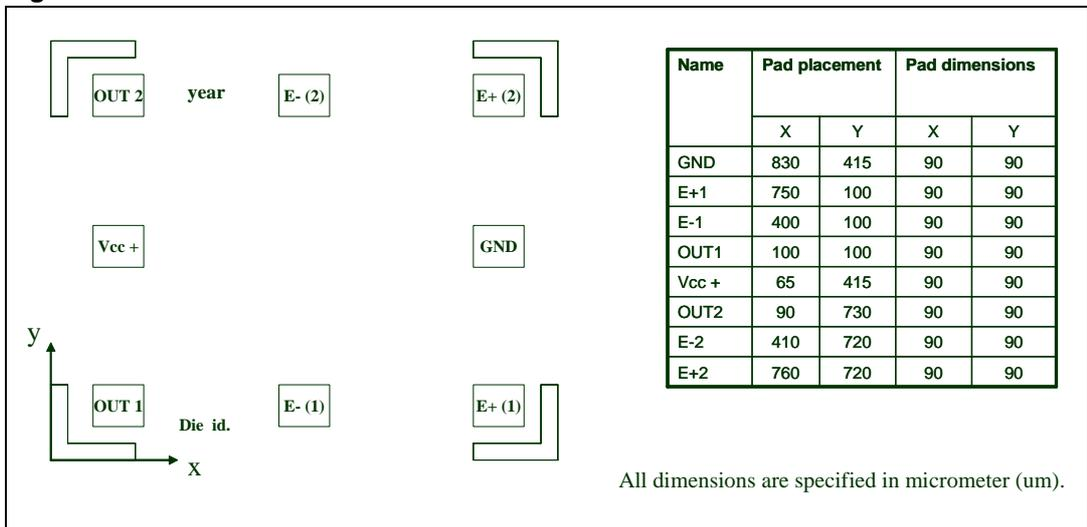 OUT 2 year E- (2) E+ (2)
Vcc + GND
y
OUT 1 E- (1) E+ (1)
Die id.
x
Name Pad placement Pad dimensions
X Y X Y
GND 830 415 90 90
E+1 750 100 90 90
E-1 400 100 90 90
OUT1 100 100 90 90
Vcc + 65 415 90 90
OUT2 90 730 90 90
E-2 410 720 90 90
E+2 760 720 90 90
All dimensions are specified in micrometer (um).